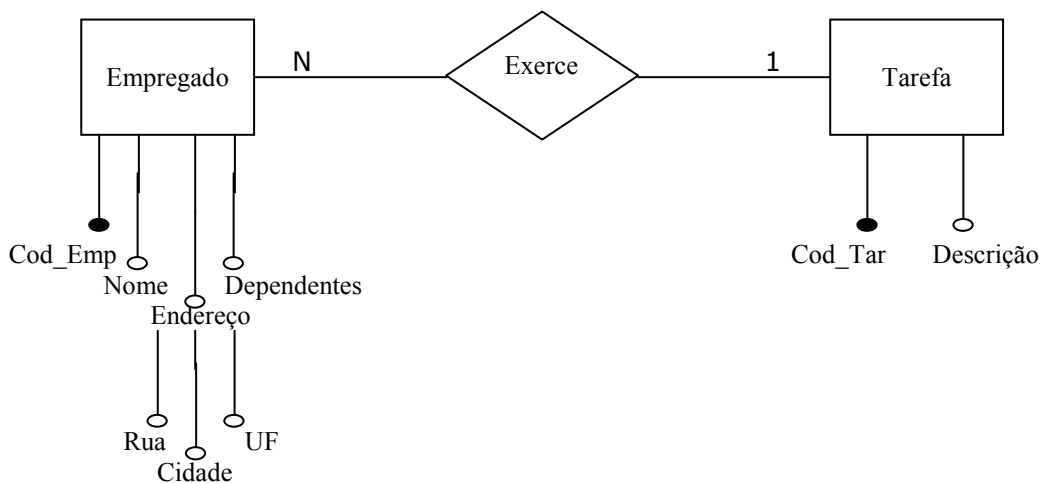 Empregado
N
Exerce
1
Tarefa
Cod_Emp
Nome
Dependentes
Endereço
Rua
UF
Cidade
Cod_Tar
Descrição